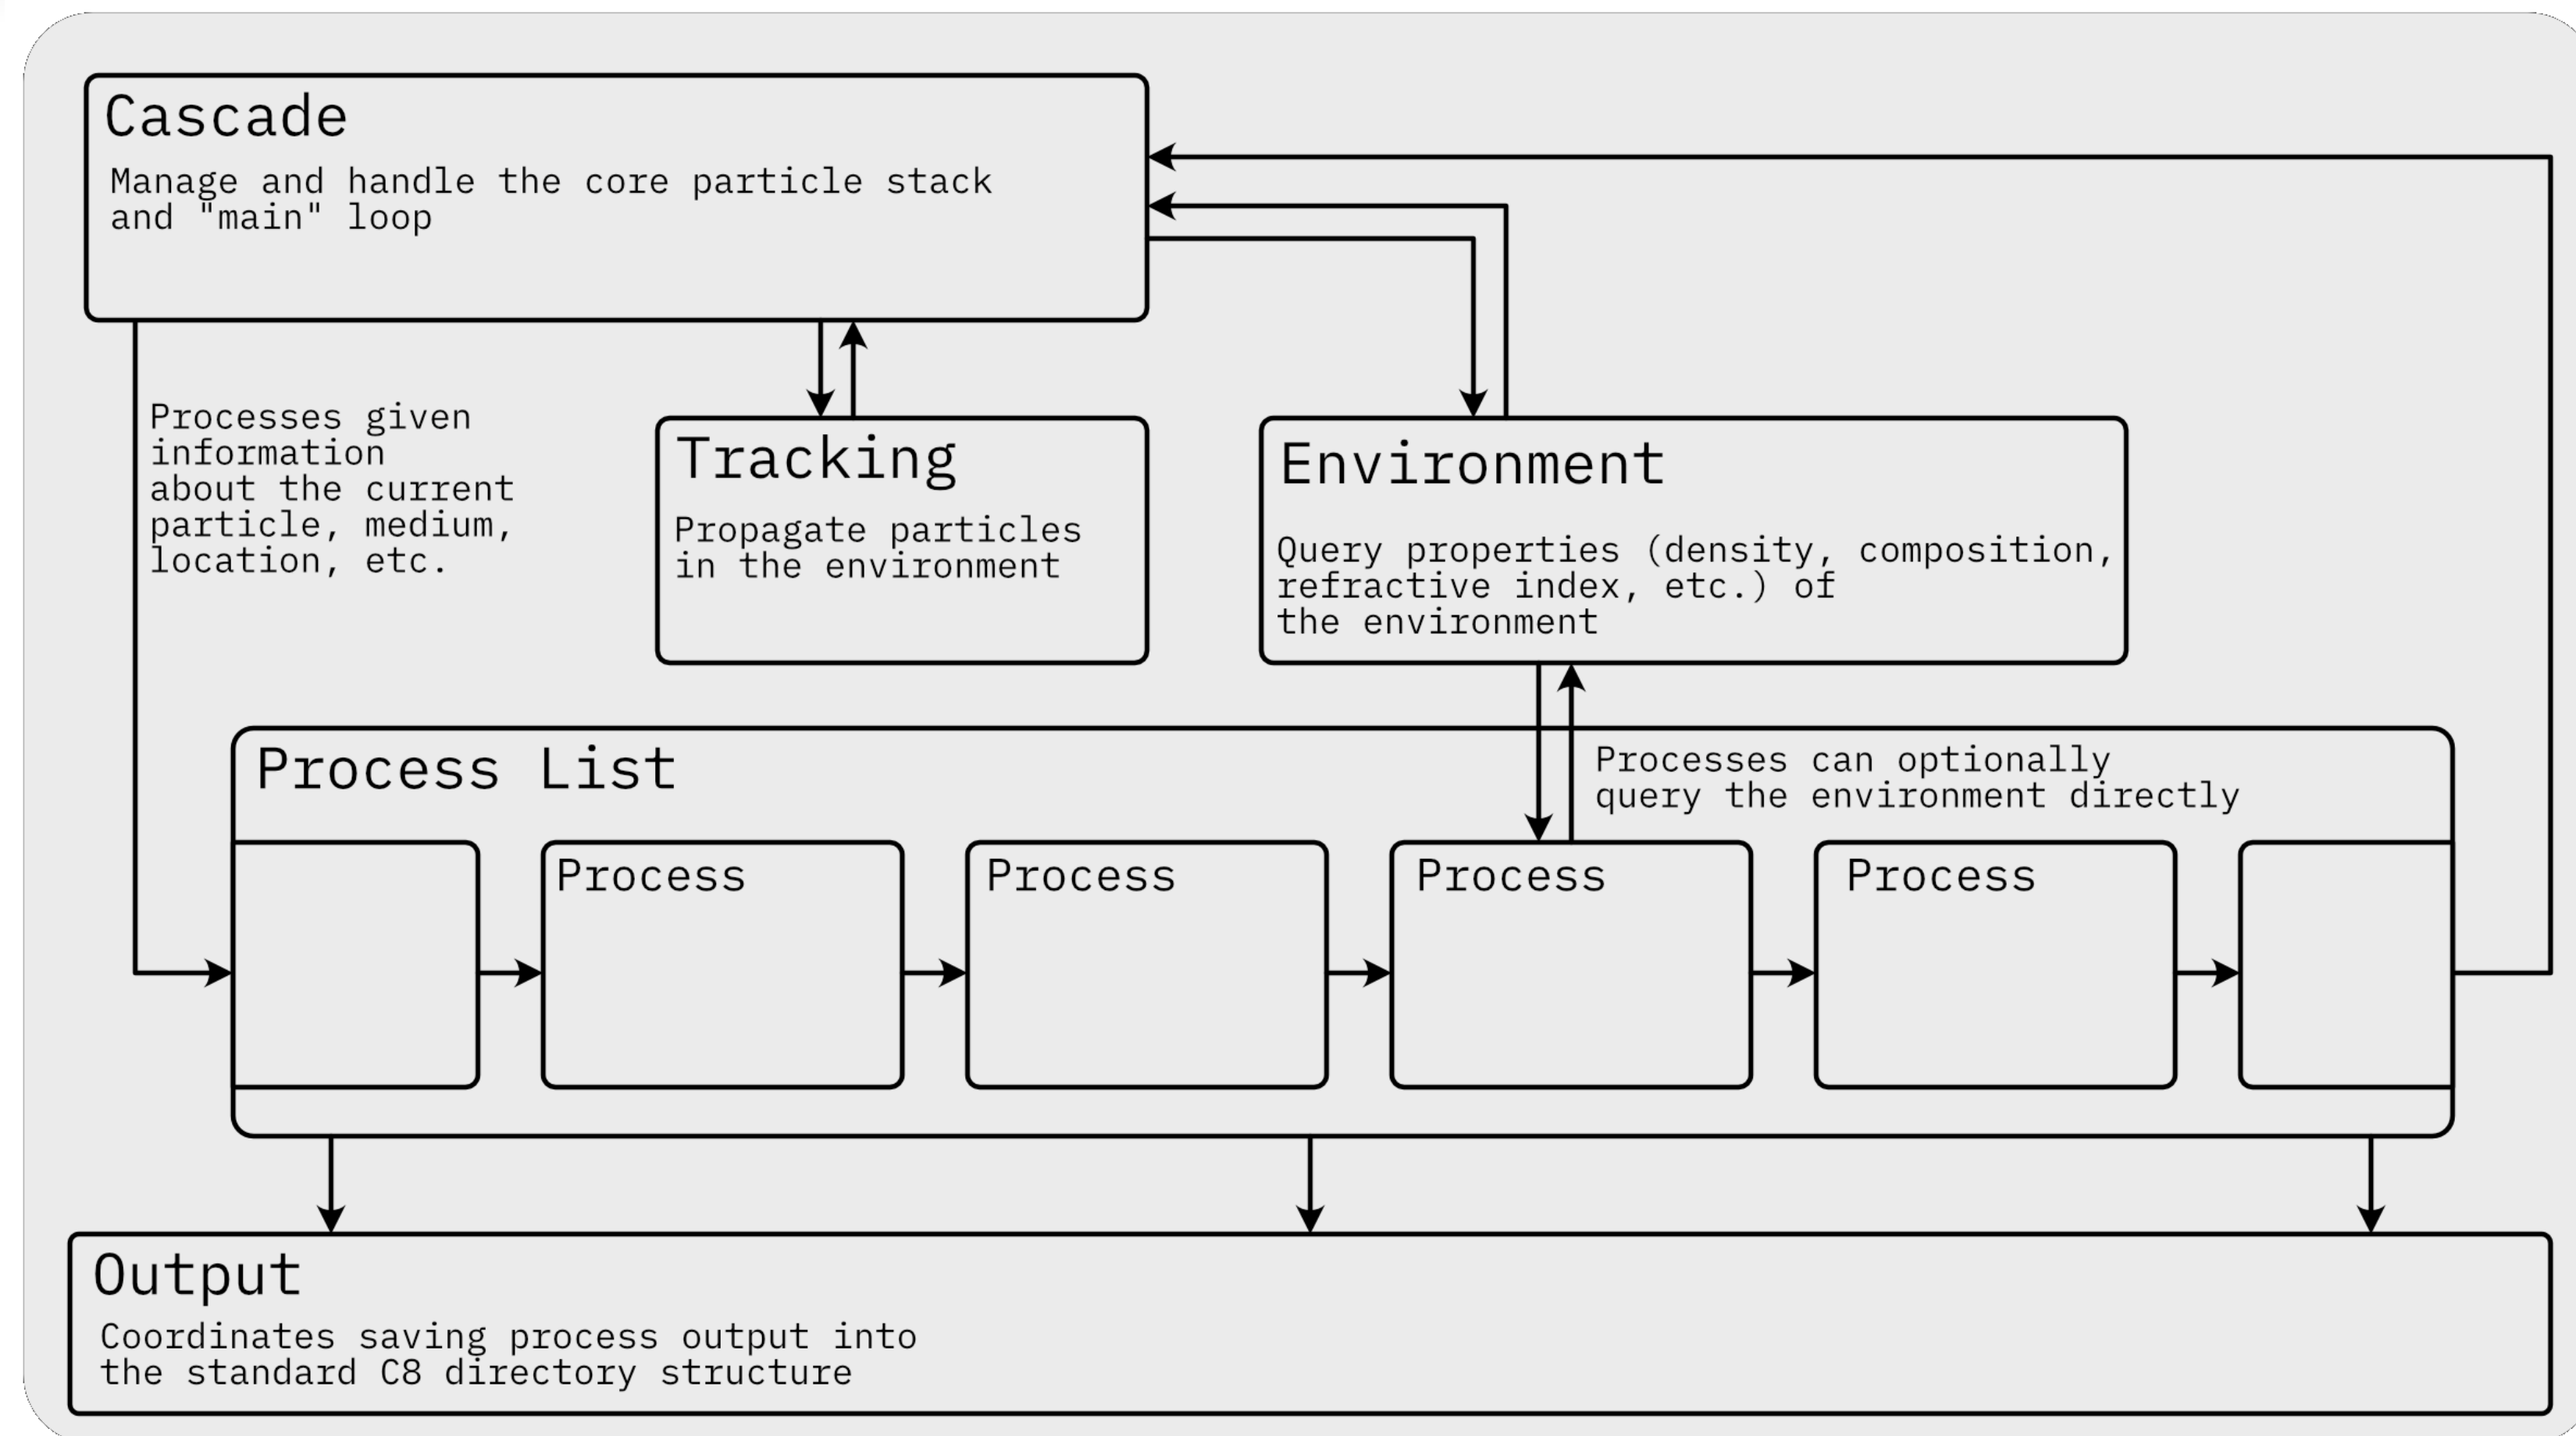 Cascade
Manage and handle the core particle stack
and "main" loop
Processes given
information
about the current
particle, medium,
location, etc.
Tracking
Propagate particles
in the environment
Environment
Query properties (density, composition,
refractive index, etc.) of
the environment
Process List
Processes can optionally
query the environment directly
Process
Process
Process
Process
Output
Coordinates saving process output into
the standard C8 directory structure